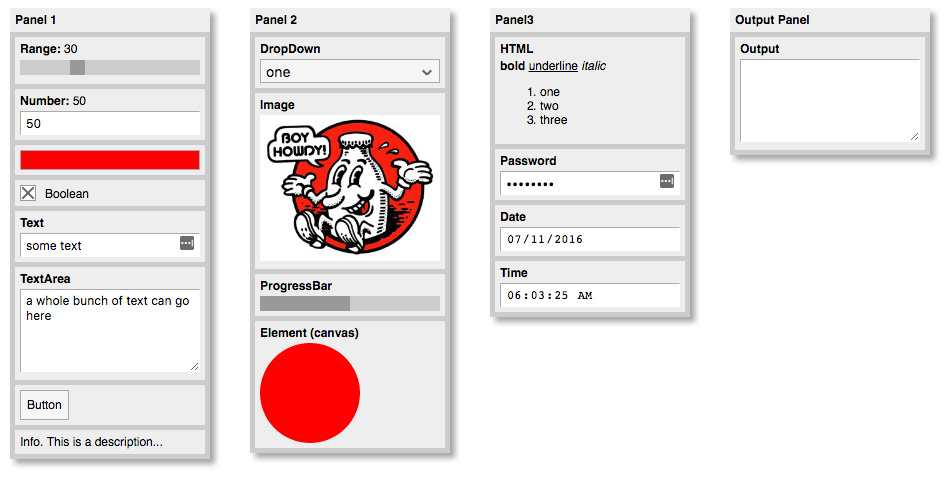 Panel 1
Range: 30
Number: 50
50
Boolean
Text
some text
TextArea
a whole bunch of text can go
here
Button
Info. This is a description...
Panel 2
DropDown
one
Image
BOY
HOWDY!
ProgressBar
Element (canvas)
Panel3
HTML
bold underline italic
1. one
2. two
3. three
Password
••••••••
Date
07/11/2016
Time
06:03:25 AM
Output Panel
Output